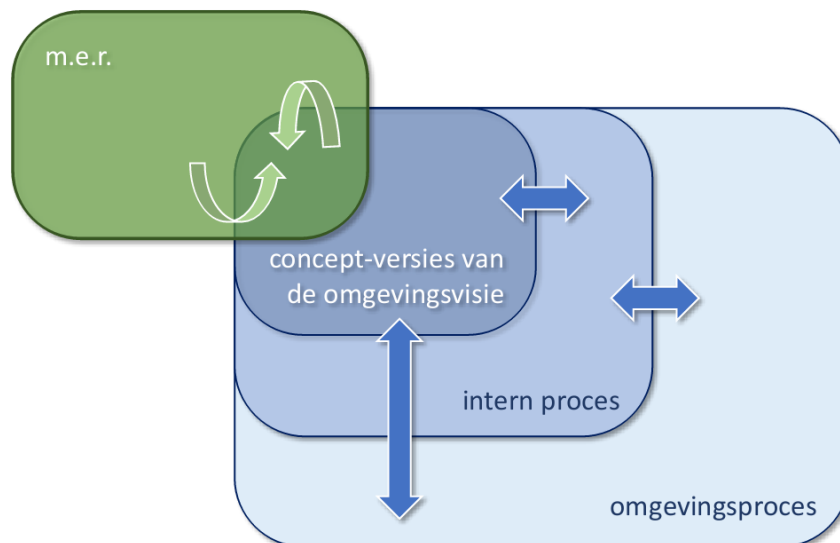 m.e.r.
concept-versies van
de omgevingsvisie
intern proces
omgevingsproces